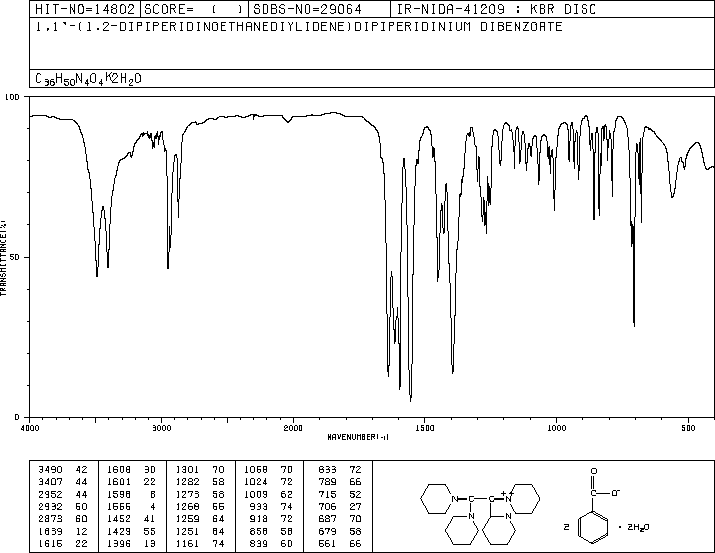 HIT-NO=14802 SCORE= ( ) SDBS-NO=29064 IR-NIDA-41209 : KBR DISC
1,1'-(1,2-DIPIPERIDINOETHANEDIYLIDENE)DIPIPERIDINIUM DIBENZOATE
C36H50N4O4K2H2O
100
TRANSMITTANCE(%)
50
0
4000 3000 2000 1500 1000 500
WAVENUMBER(-1)
3490 42 1608 30 1301 70 1068 70 833 72
3407 44 1601 22 1282 58 1024 72 789 66
2952 44 1598 8 1273 58 1009 62 715 52
2932 60 1556 4 1268 55 933 74 706 27
2873 60 1452 41 1259 64 918 72 687 70
1639 12 1429 55 1251 64 858 58 679 58
1615 22 1396 13 1161 74 839 60 561 66
O
C O-
N C C N
+ +
N N
2
· 2H2O